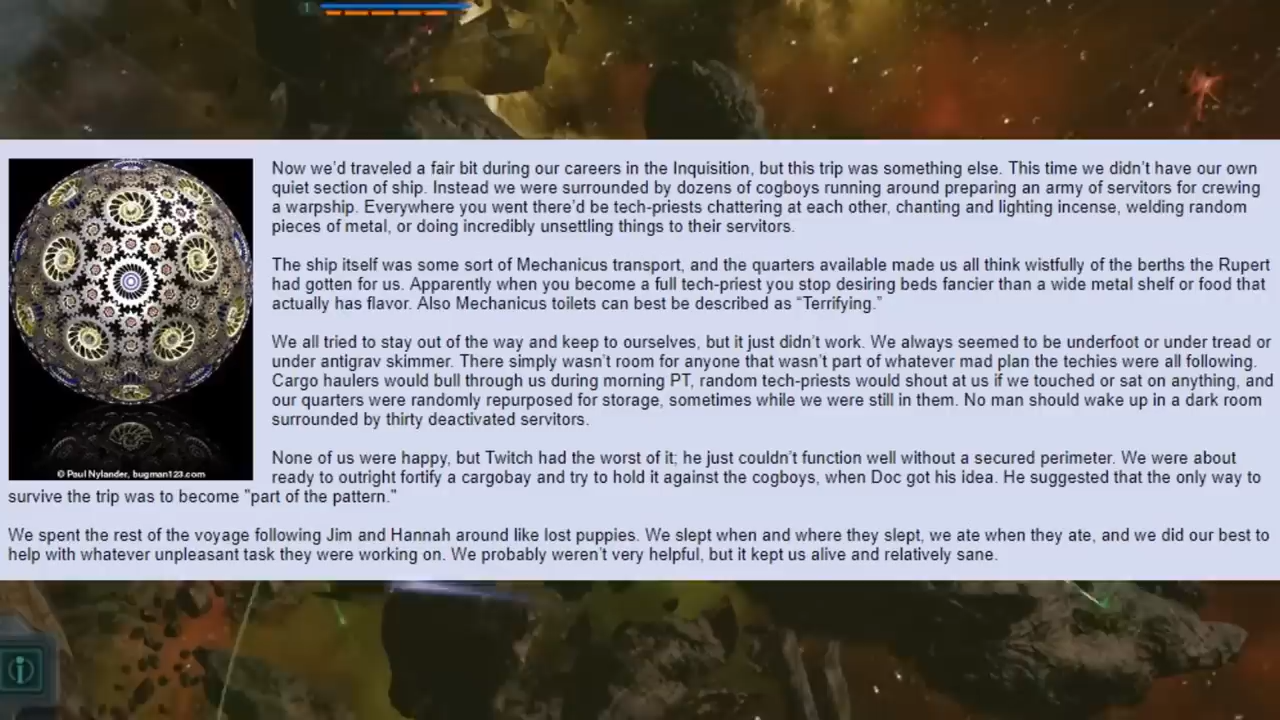 1
Now we'd traveled a fair bit during our careers in the Inquisition, but this trip was something else. This time we didn't have our own
quiet section of ship. Instead we were surrounded by dozens of cogboys running around preparing an army of servitors for crewing
a warpship. Everywhere you went there'd be tech-priests chattering at each other, chanting and lighting incense, welding random
pieces of metal, or doing incredibly unsettling things to their servitors.
The ship itself was some sort of Mechanicus transport, and the quarters available made us all think wistfully of the berths the Rupert
had gotten for us. Apparently when you become a full tech-priest you stop desiring beds fancier than a wide metal shelf or food that
actually has flavor. Also Mechanicus toilets can best be described as “Terrifying.”
We all tried to stay out of the way and keep to ourselves, but it just didn't work. We always seemed to be underfoot or under tread or
under antigrav skimmer. There simply wasn't room for anyone that wasn't part of whatever mad plan the techies were all following.
Cargo haulers would bull through us during morning PT, random tech-priests would shout at us if we touched or sat on anything, and
our quarters were randomly repurposed for storage, sometimes while we were still in them. No man should wake up in a dark room
surrounded by thirty deactivated servitors.
None of us were happy, but Twitch had the worst of it; he just couldn't function well without a secured perimeter. We were about
ready to outright fortify a cargobay and try to hold it against the cogboys, when Doc got his idea. He suggested that the only way to
survive the trip was to become "part of the pattern."
We spent the rest of the voyage following Jim and Hannah around like lost puppies. We slept when and where they slept, we ate when they ate, and we did our best to
help with whatever unpleasant task they were working on. We probably weren't very helpful, but it kept us alive and relatively sane.
© Paul Nylander, bugman123.com